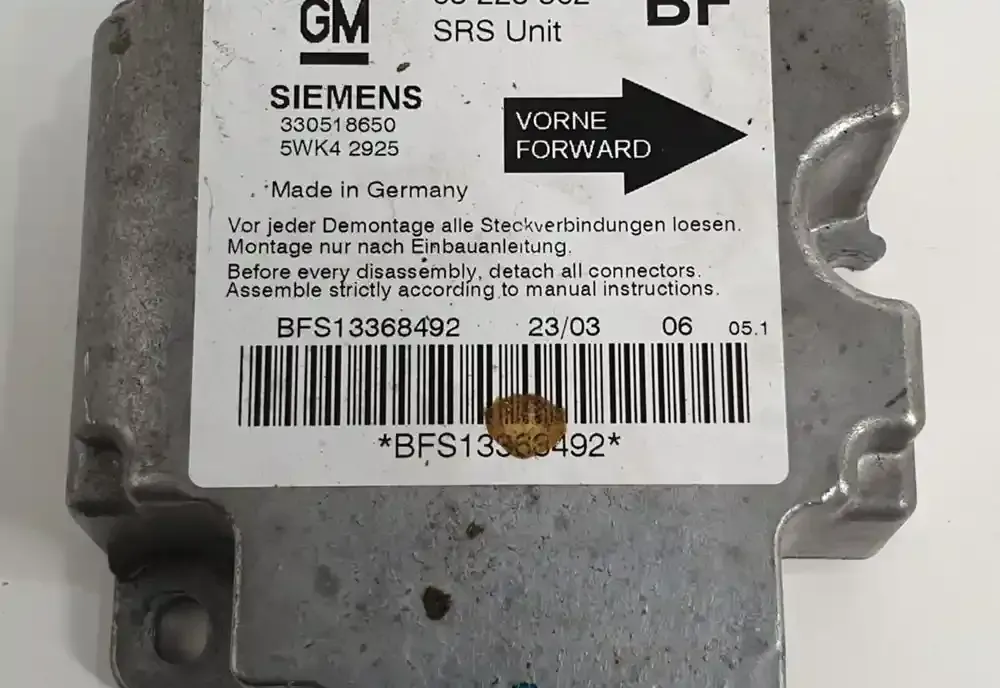 GM
SRS Unit
BF
SIEMENS
330518650
5WK4 2925
VORNE
FORWARD
Made in Germany
Vor jeder Demontage alle Steckverbindungen loesen.
Montage nur nach Einbauanleitung.
Before every disassembly, detach all connectors.
Assemble strictly according to manual instructions.
BFS13368492 23/03 06 05.1
*BFS13368492*